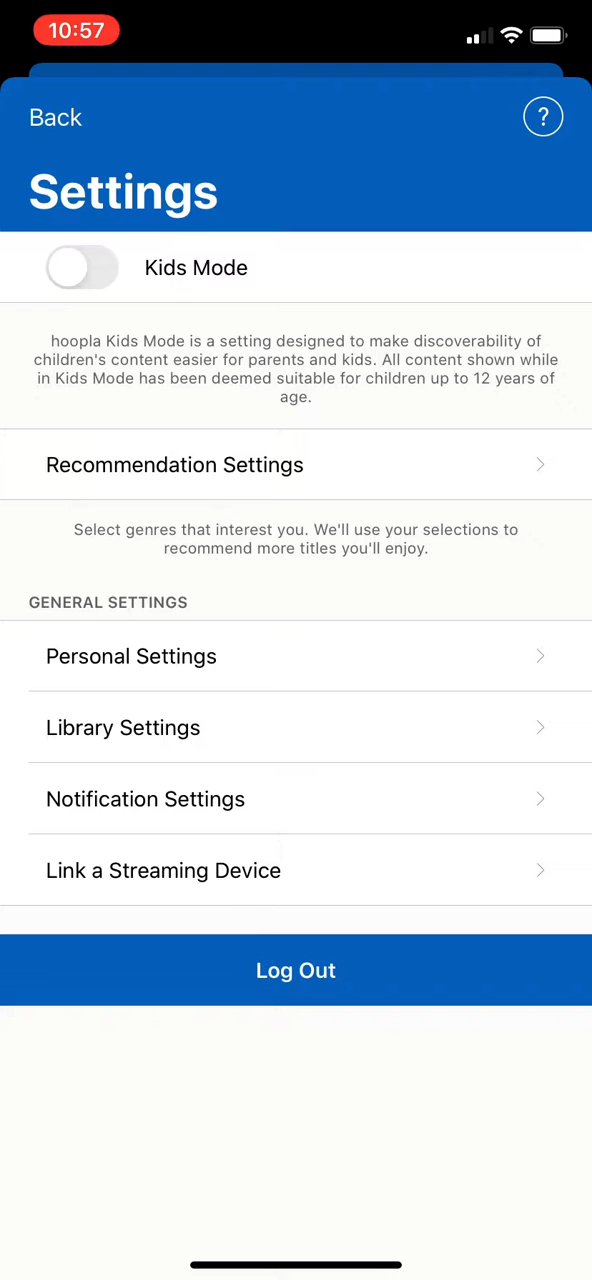 10:57
Back
?
Settings
Kids Mode
hoopla Kids Mode is a setting designed to make discoverability of
children's content easier for parents and kids. All content shown while
in Kids Mode has been deemed suitable for children up to 12 years of
age.
Recommendation Settings
Select genres that interest you. We'll use your selections to
recommend more titles you'll enjoy.
GENERAL SETTINGS
Personal Settings
Library Settings
Notification Settings
Link a Streaming Device
Log Out